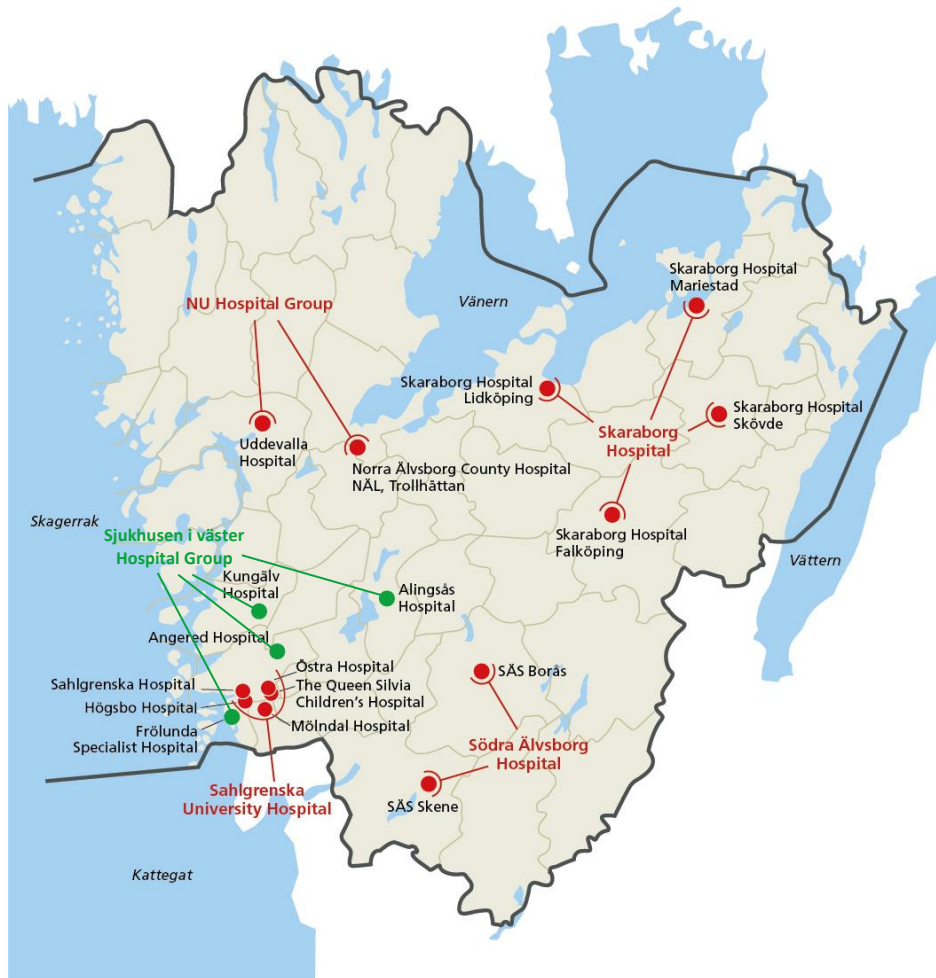 Skaraborg Hospital
Mariestad
NU Hospital Group
Vänern
Skaraborg Hospital
Lidköping
Skaraborg Hospital
Skövde
Skaraborg
Hospital
Uddevalla
Hospital
Norra Älvsborg County Hospital
NÄL, Trollhättan
Skagerrak
Sjukhusen i väster
Hospital Group
Skaraborg Hospital
Falköping
Vättern
Kungälv
Hospital
Alingsås
Hospital
Angered Hospital
Östra Hospital
Sahlgrenska Hospital
The Queen Silvia
Children's Hospital
Högsbo Hospital
Mölndal Hospital
Frölunda
Specialist Hospital
SÄS Borås
Södra Älvsborg
Hospital
Sahlgrenska
University Hospital
SÄS Skene
Kattegat